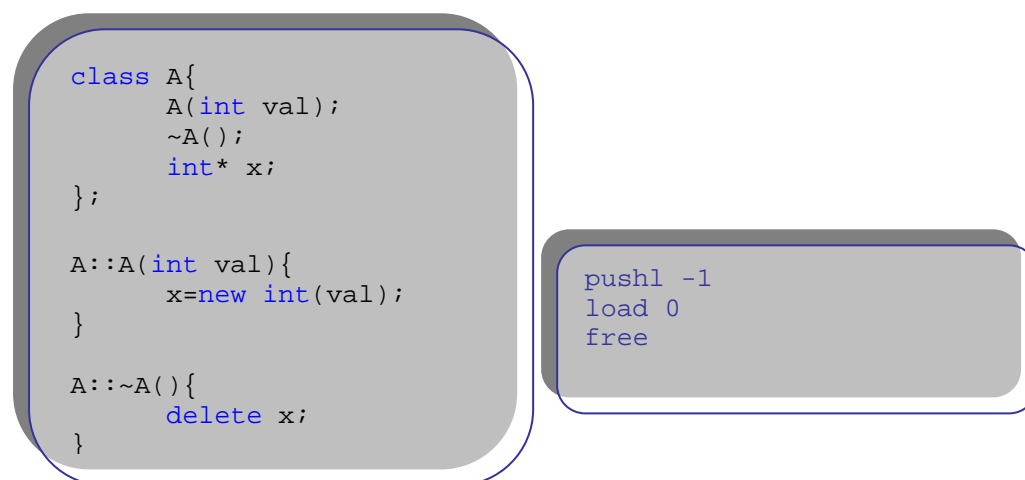 class A{
A(int val);
~A();
int* x;
};
A::A(int val){
x=new int(val);
}
A::~A(){
delete x;
}
pushl -1
load 0
free